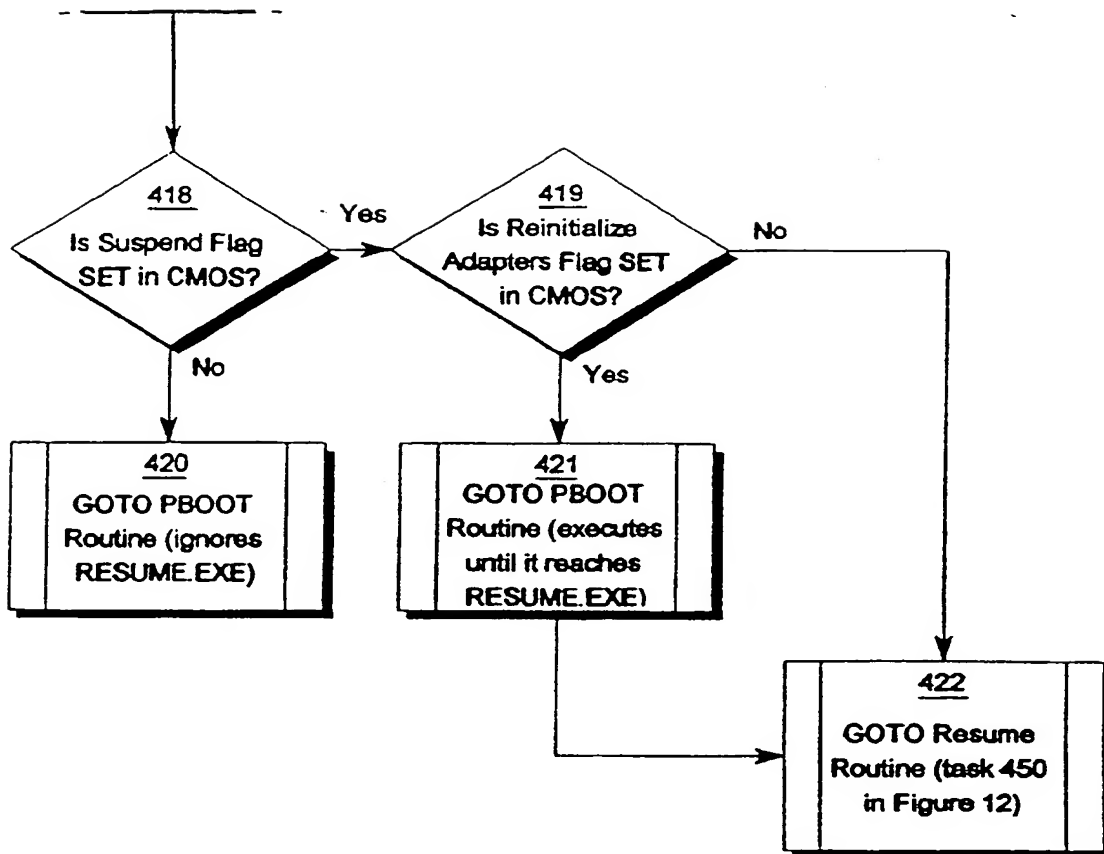 418
Is Suspend Flag
SET in CMOS?
Yes
419
Is Reinitialize
Adapters Flag SET
in CMOS?
No
No
Yes
420
GOTO PBOOT
Routine (ignores
RESUME.EXE)
421
GOTO PBOOT
Routine (executes
until it reaches
RESUME.EXE)
422
GOTO Resume
Routine (task 450
in Figure 12)